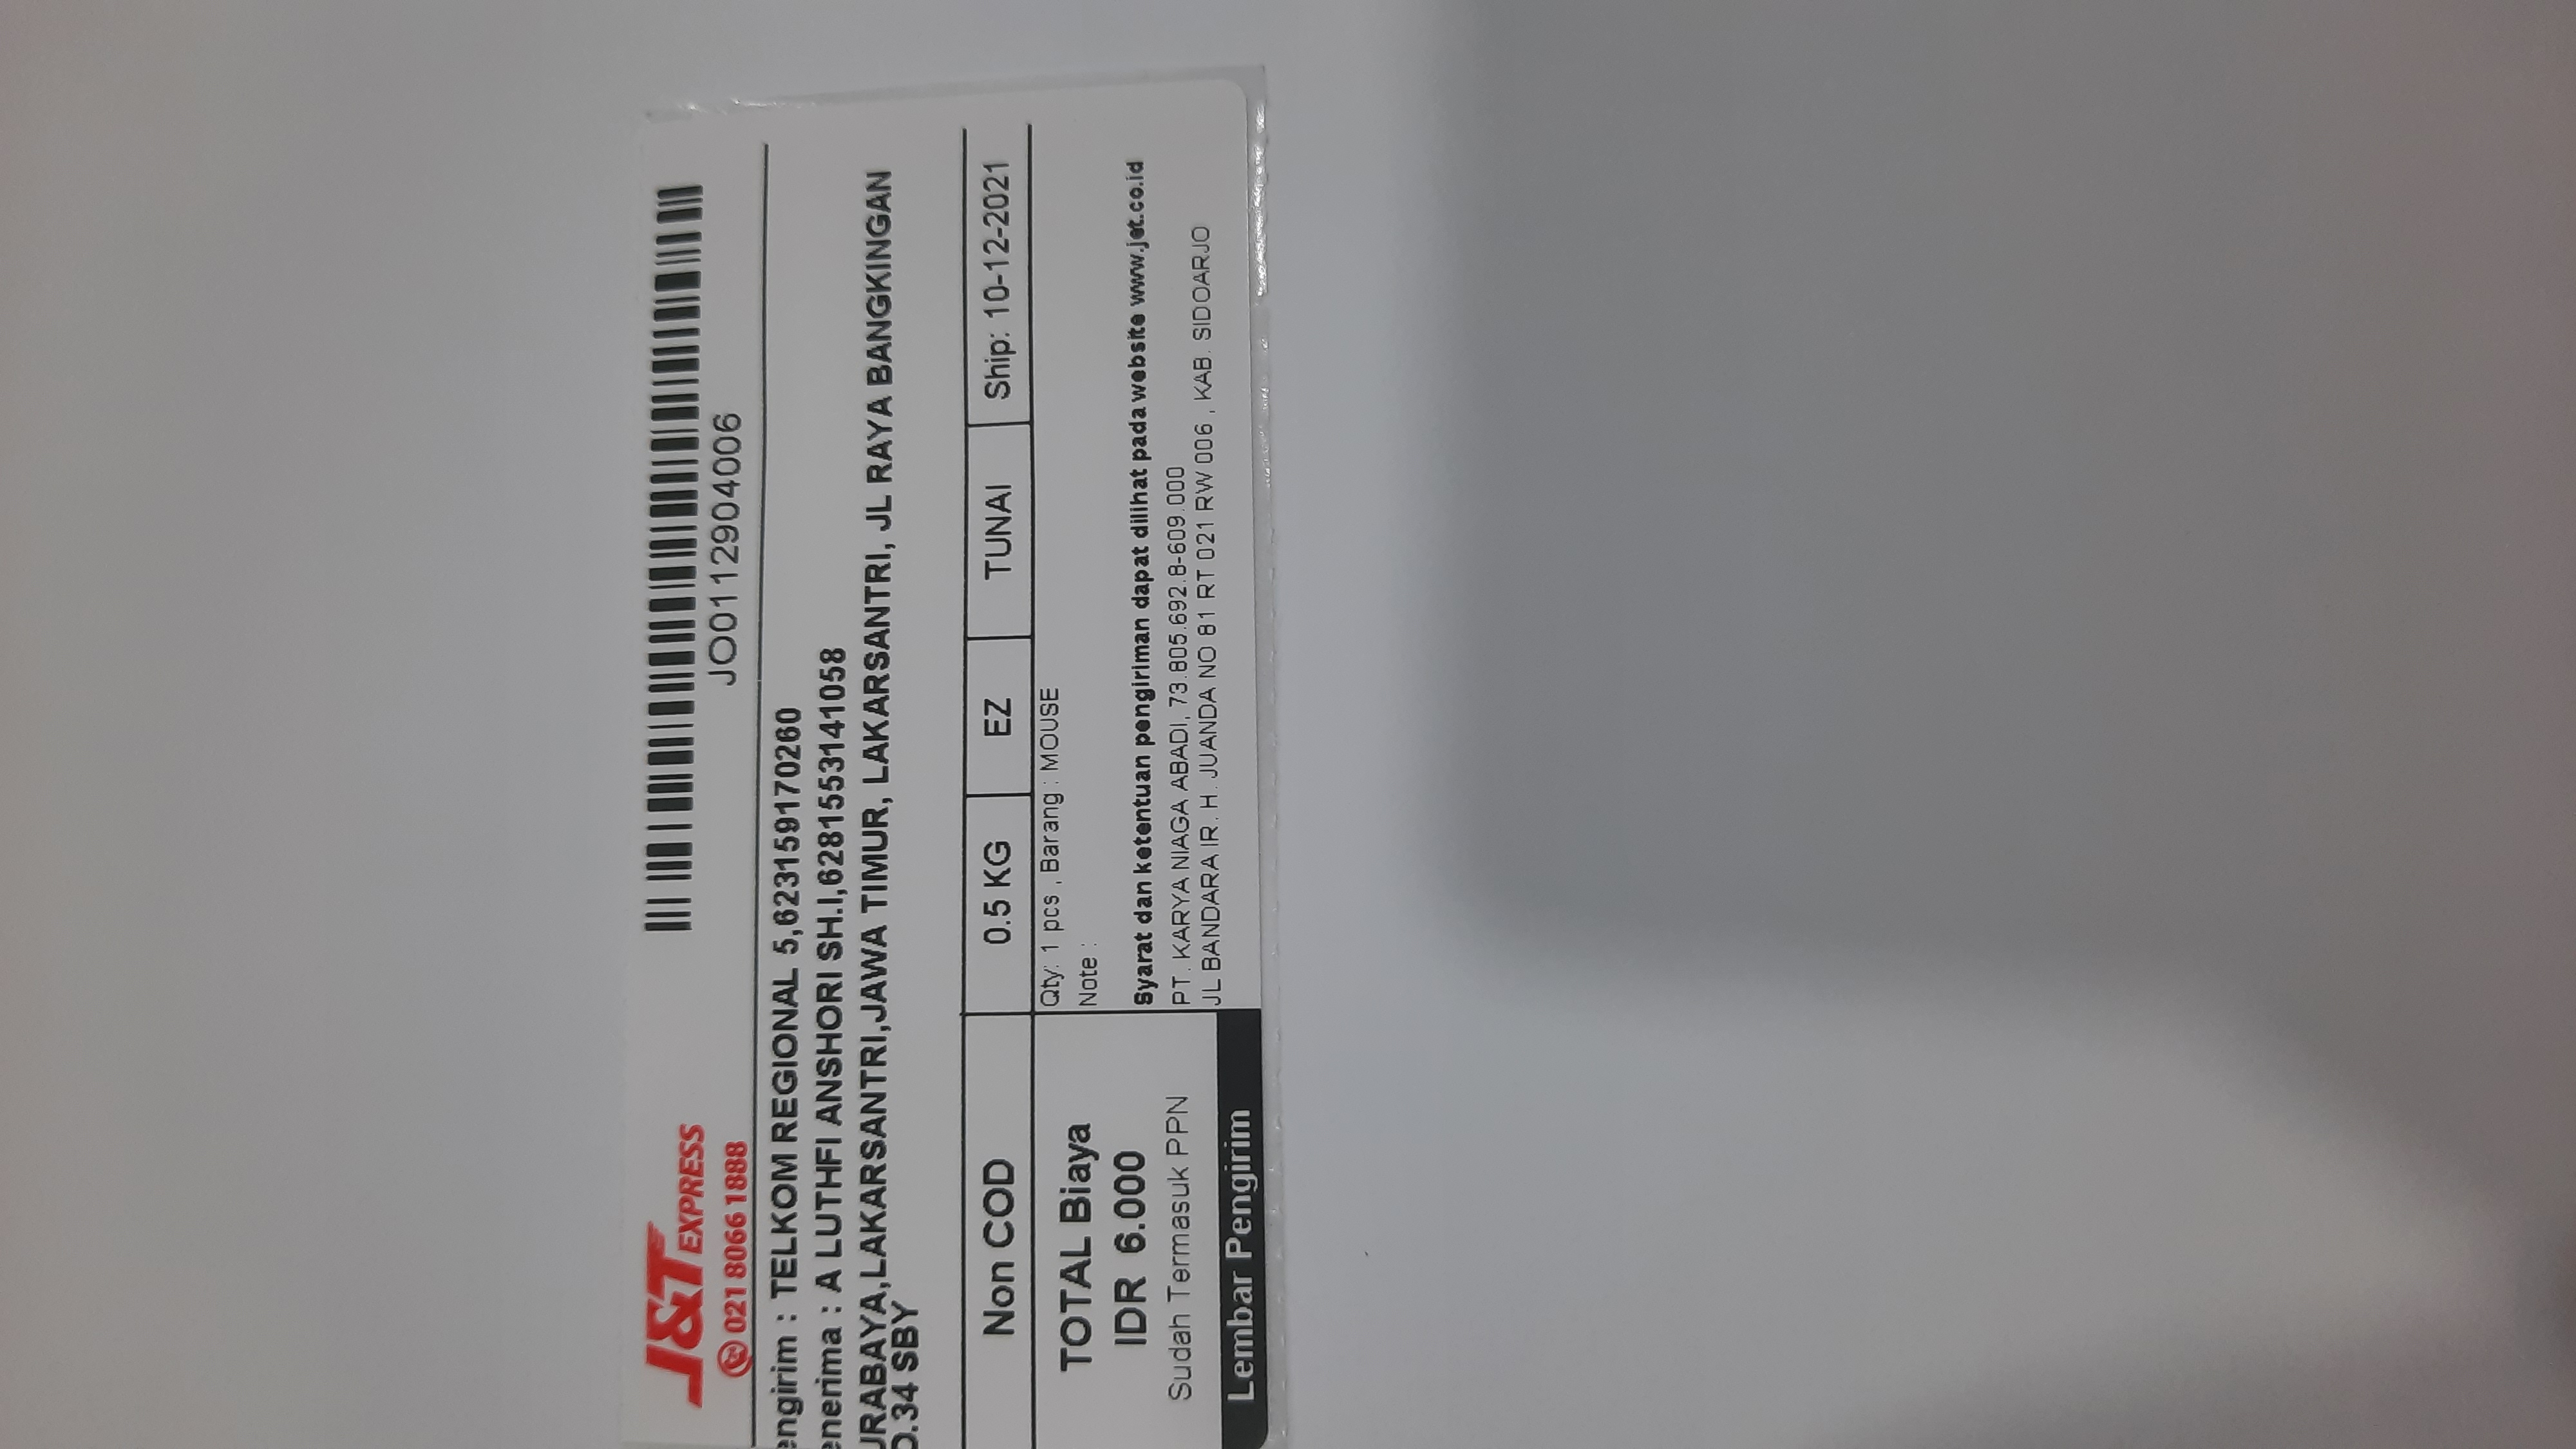 J&T EXPRESS
021 8066 1888
JO0112904006
engirim : TELKOM REGIONAL 5,623159170260
enerima : A LUTHFI ANSHORI SH.I,6281553141058
URABAYA,LAKARSANTRI,JAWA TIMUR, LAKARSANTRI, JL RAYA BANGKINGAN
O.34 SBY
Non COD 0.5 KG EZ TUNAI Ship: 10-12-2021
TOTAL Biaya
IDR 6.000
Sudah Termasuk PPN
Lembar Pengirim
Qty: 1 pcs , Barang : MOUSE
Note :
Syarat dan ketentuan pengiriman dapat dilihat pada website www.jet.co.id
PT. KARYA NIAGA ABADI, 73.805.692.8-609.000
JL BANDARA IR. H. JUANDA NO 81 RT 021 RW 006 , KAB. SIDOARJO